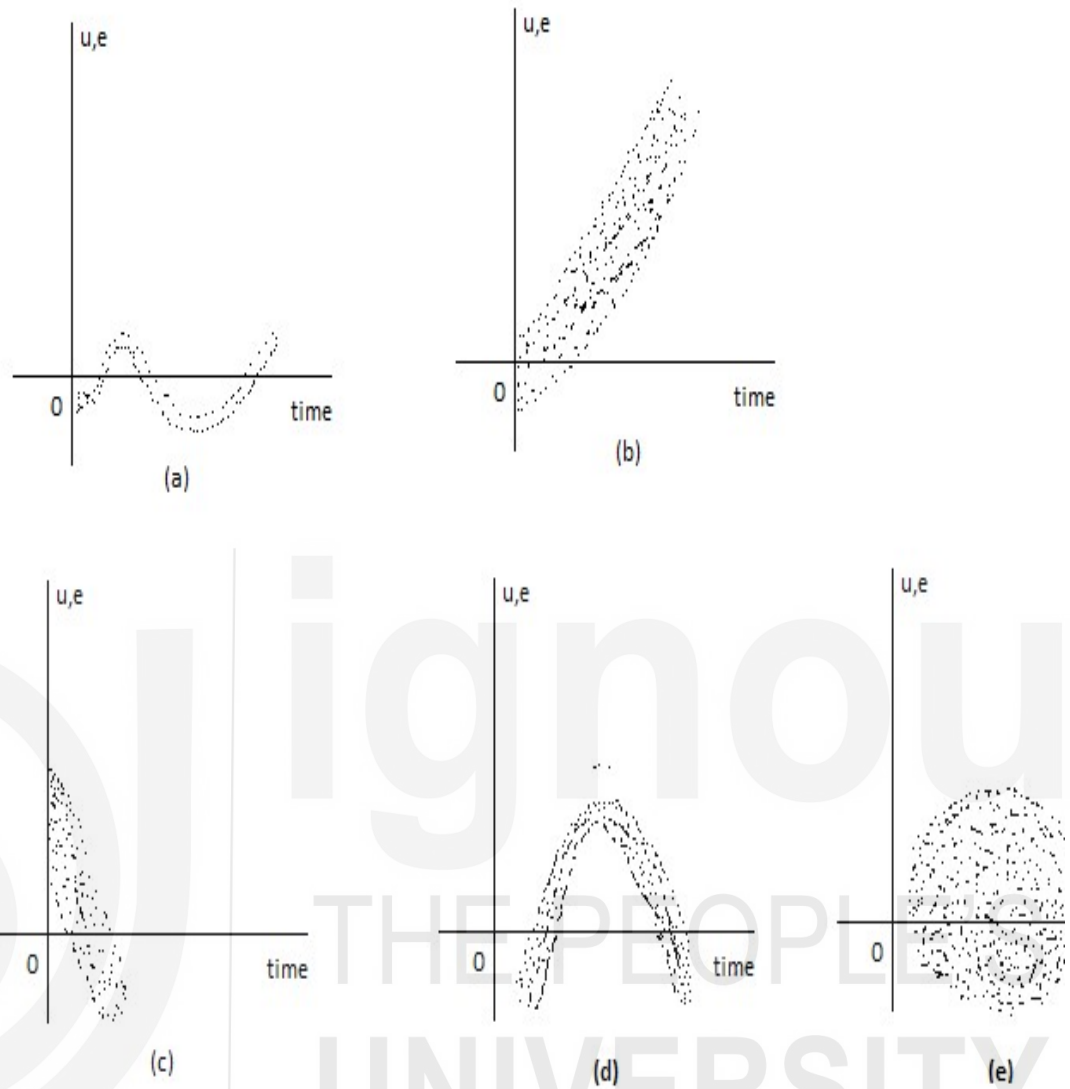 u,e
u,e
0
time
0
time
(a)
(b)
u,e
u,e
u,e
ignou
THE PEOPLE'S
0
time
0
time
0
UNIVERSITY
(c)
(d)
(e)